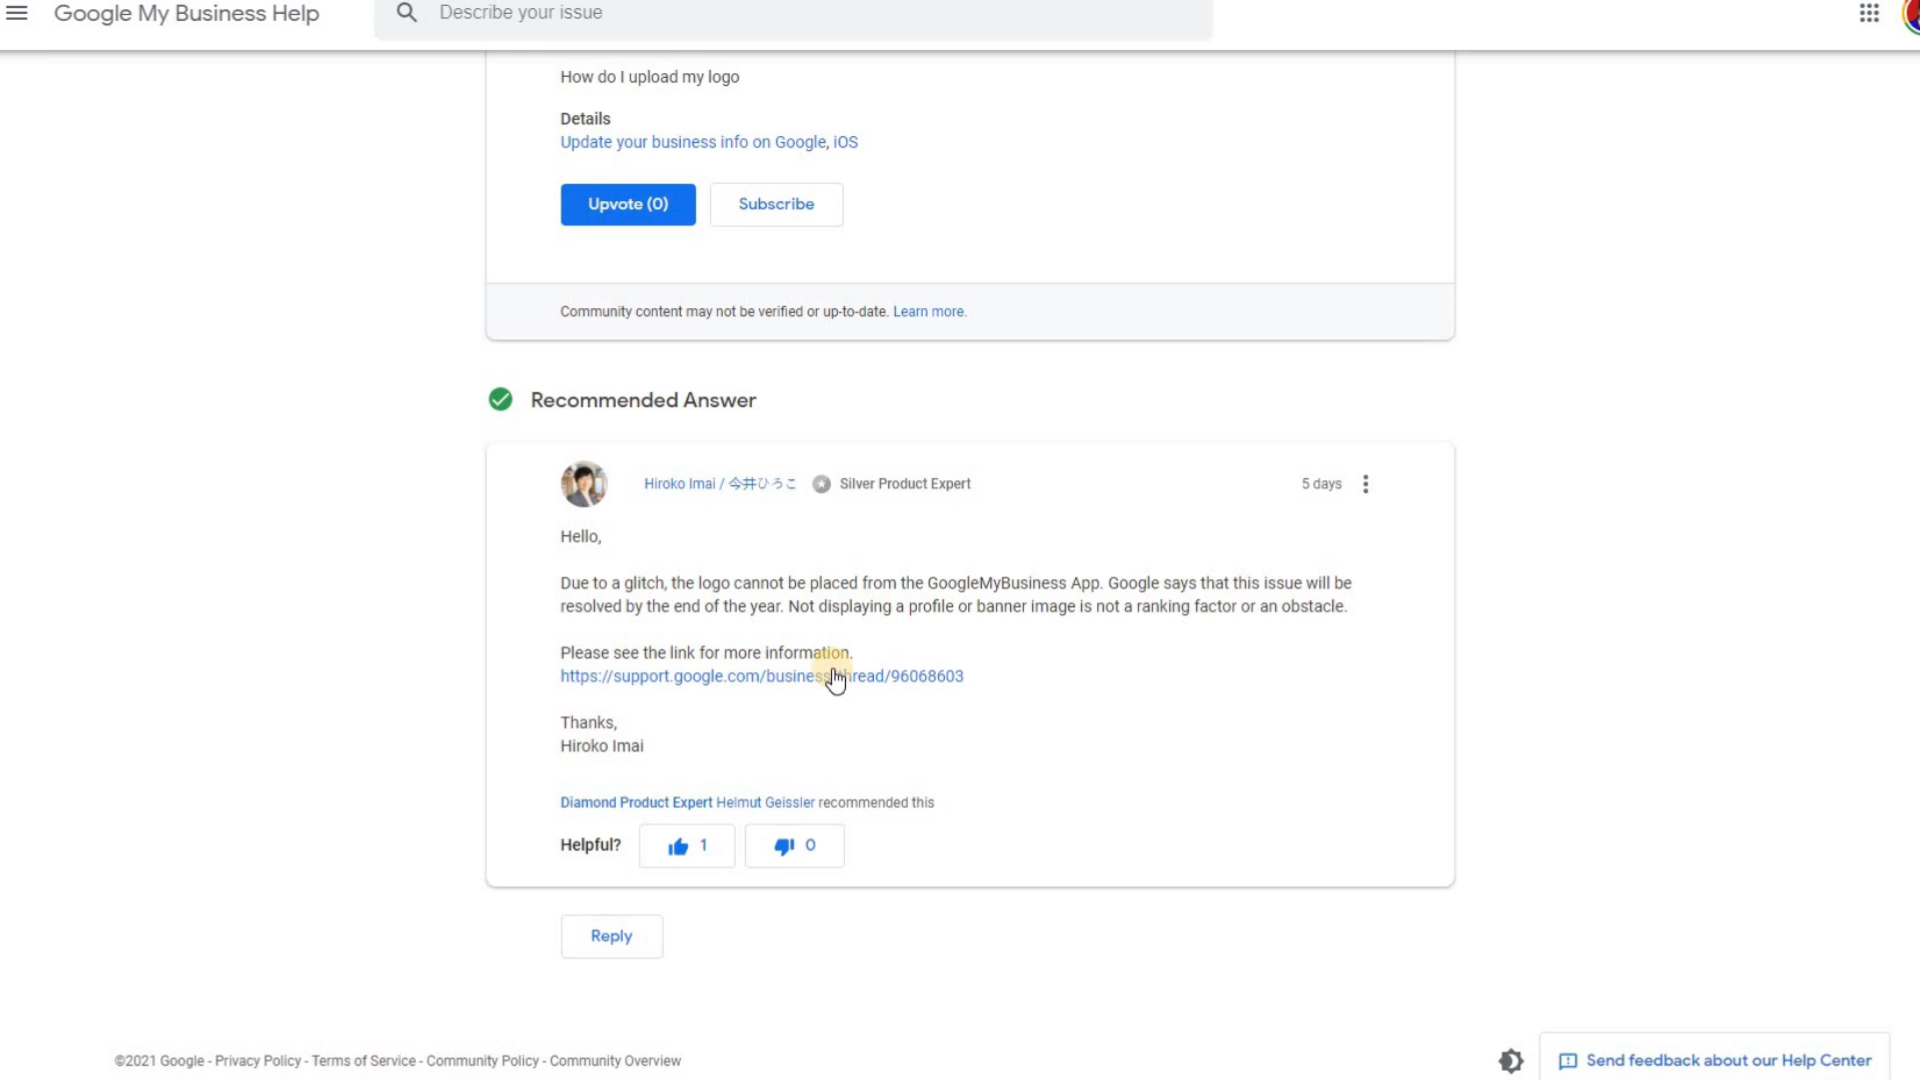 Google My Business Help
Describe your issue
How do I upload my logo
Details
Update your business info on Google, iOS
Upvote (0)
Subscribe
Community content may not be verified or up-to-date. Learn more.
Recommended Answer
Hiroko Imai / 今井ひろこ
Silver Product Expert
5 days
Hello,
Due to a glitch, the logo cannot be placed from the GoogleMyBusiness App. Google says that this issue will be
resolved by the end of the year. Not displaying a profile or banner image is not a ranking factor or an obstacle.
Please see the link for more information.
https://support.google.com/business/thread/96068603
Thanks,
Hiroko Imai
Diamond Product Expert Helmut Geissler recommended this
Helpful?
1
0
Reply
©2021 Google - Privacy Policy - Terms of Service - Community Policy - Community Overview
Send feedback about our Help Center